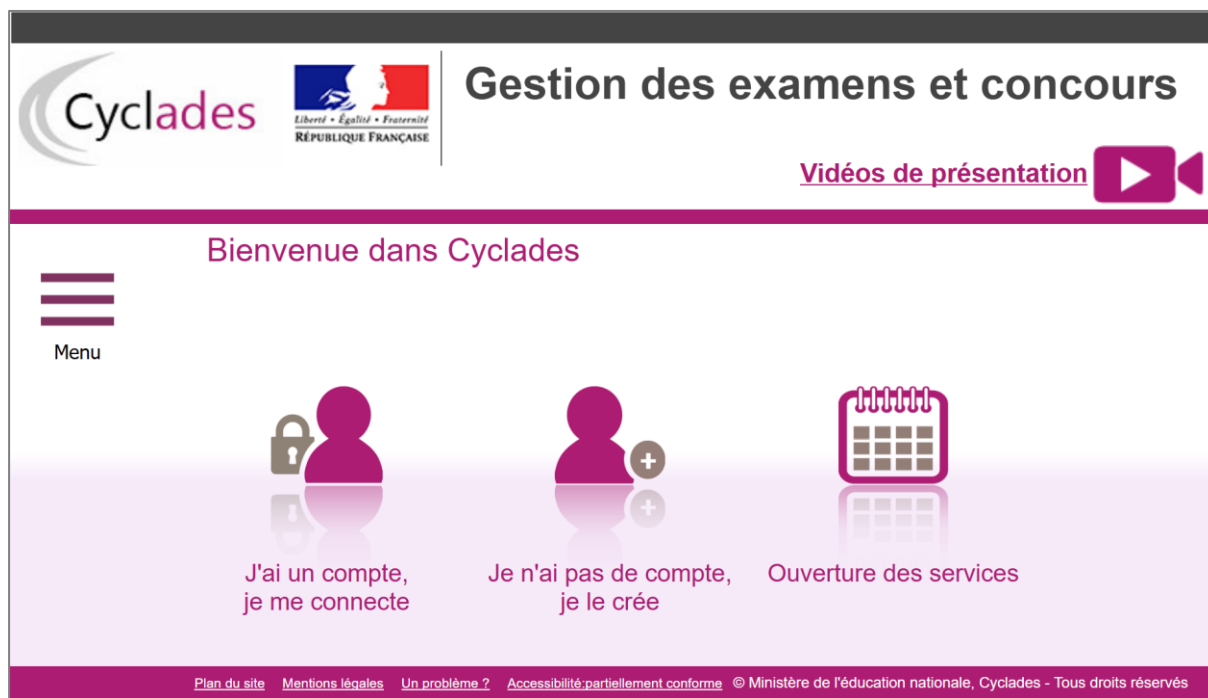 Cyclades
Liberté • Égalité • Fraternité
RÉPUBLIQUE FRANÇAISE
Gestion des examens et concours
Vidéos de présentation
Bienvenue dans Cyclades
Menu
J'ai un compte,
je me connecte
Je n'ai pas de compte,
je le crée
Ouverture des services
Plan du site Mentions légales Un problème ? Accessibilité:partiellement conforme © Ministère de l'éducation nationale, Cyclades - Tous droits réservés